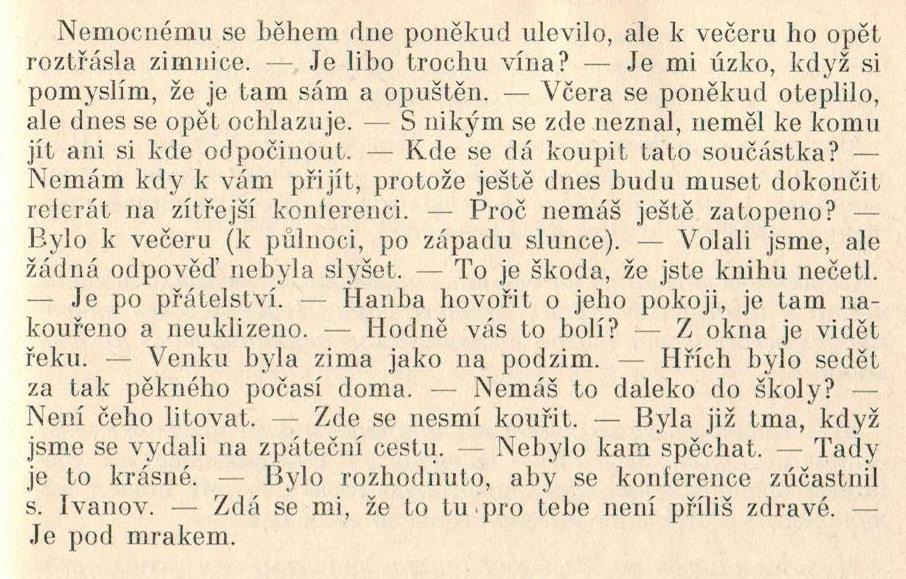 Nemocnému se během dne poněkud ulevilo, ale k večeru ho opět
roztřásla zimnice. — Je libo trochu vína? — Je mi úzko, když si
pomyslím, že je tam sám a opuštěn. — Včera se poněkud oteplilo,
ale dnes se opět ochlazuje. — S nikým se zde neznal, neměl ke komu
jít ani si kde odpočinout. — Kde se dá koupit tato součástka? —
Nemám kdy k vám přijít, protože ještě dnes budu muset dokončit
referát na zítřejší konferenci. — Proč nemáš ještě zatopeno? —
Bylo k večeru (k půlnoci, po západu slunce). — Volali jsme, ale
žádná odpověď nebyla slyšet. — To je škoda, že jste knihu nečetl.
— Je po přátelství. — Hanba hovořit o jeho pokoji, je tam na-
kouřeno a neuklizeno. — Hodně vás to bolí? — Z okna je vidět
řeku. — Venku byla zima jako na podzim. — Hřích bylo sedět
za tak pěkného počasí doma. — Nemáš to daleko do školy? —
Není čeho litovat. — Zde se nesmí kouřit. — Byla již tma, když
jsme se vydali na zpáteční cestu. — Nebylo kam spěchat. — Tady
je to krásné. — Bylo rozhodnuto, aby se konference zúčastnil
s. Ivanov. — Zdá se mi, že to tu pro tebe není příliš zdravé. —
Je pod mrakem.